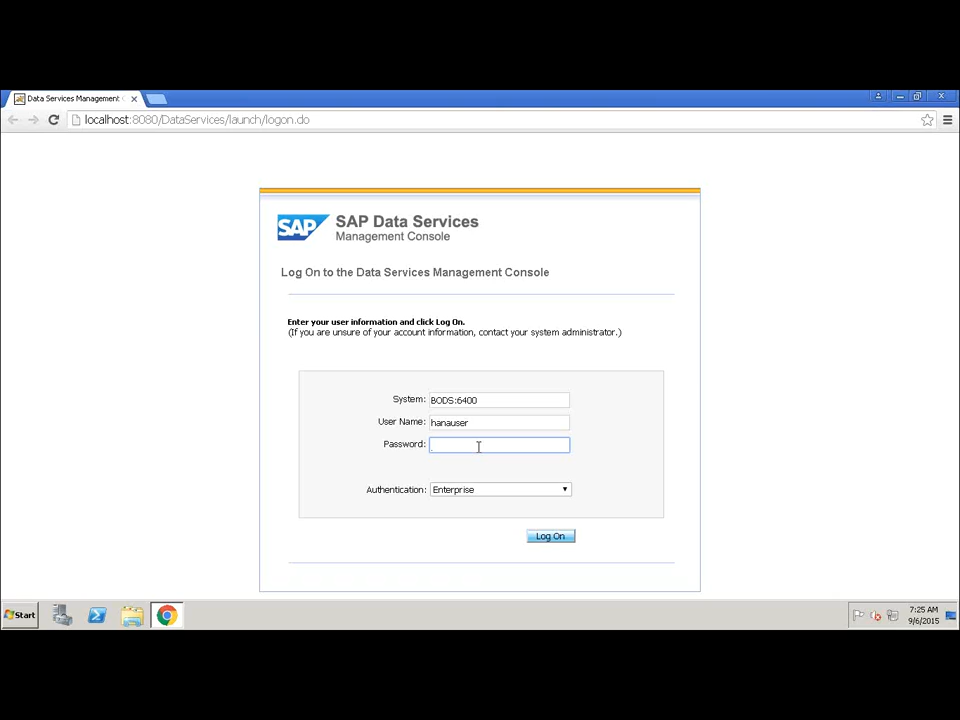 Data Services Management
localhost:8080/DataServices/launch/logon.do
SAP SAP Data Services
Management Console
Log On to the Data Services Management Console
Enter your user information and click Log On.
(If you are unsure of your account information, contact your system administrator.)
System: BODS:6400
User Name: hanauser
Password:
Authentication: Enterprise
Log On
Start
7:25 AM
9/6/2015